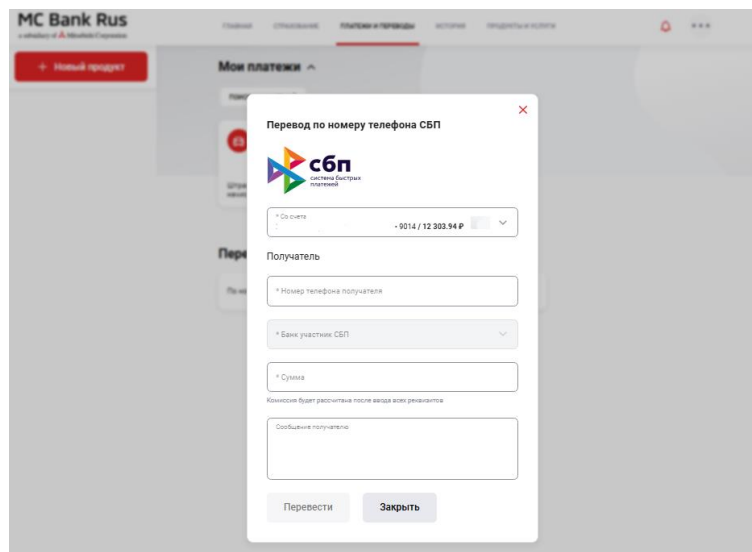 MC Bank Rus
a subsidiary of Mitsubishi Corporation
ГЛАВНАЯ СТРАХОВАНИЕ ПЛАТЕЖИ И ПЕРЕВОДЫ ИСТОРИЯ ПРОДУКТЫ И УСЛУГИ
+ Новый продукт
Мои платежи
Перевод по номеру телефона СБП
сбп
система быстрых
платежей
* Со счета
- 9014 / 12 303.94 ₽
Пере
Получатель
* Номер телефона получателя
* Банк участник СБП
* Сумма
Комиссия будет рассчитана после ввода всех реквизитов
Сообщение получателю
Перевести Закрыть